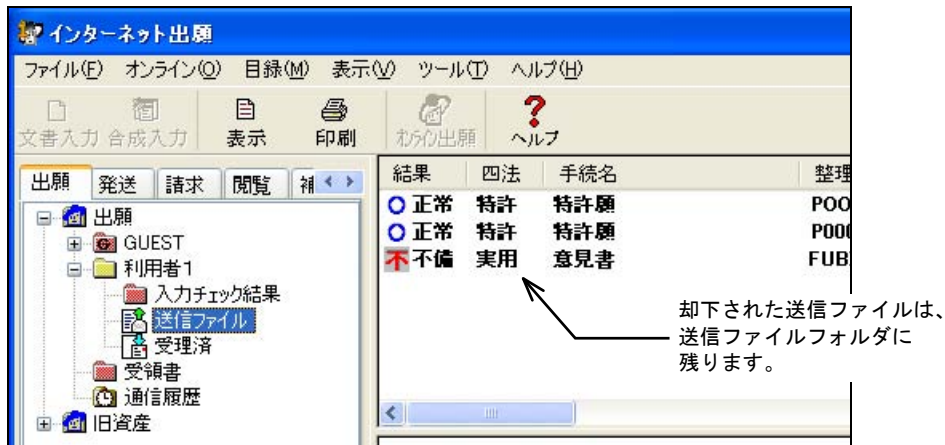 インターネット出願
ファイル(F) オンライン(O) 目録(M) 表示(V) ツール(T) ヘルプ(H)
文書入力 合成入力 表示 印刷 オンライン出願 ヘルプ
出願 発送 請求 閲覧 補
出願
GUEST
利用者1
入力チェック結果
送信ファイル
受理済
受領書
通信履歴
旧資産
結果 四法 手続名 整理
正常 特許 特許願 POO
正常 特許 特許願 P00
不 不備 実用 意見書 FUB
却下された送信ファイルは、
送信ファイルフォルダに
残ります。